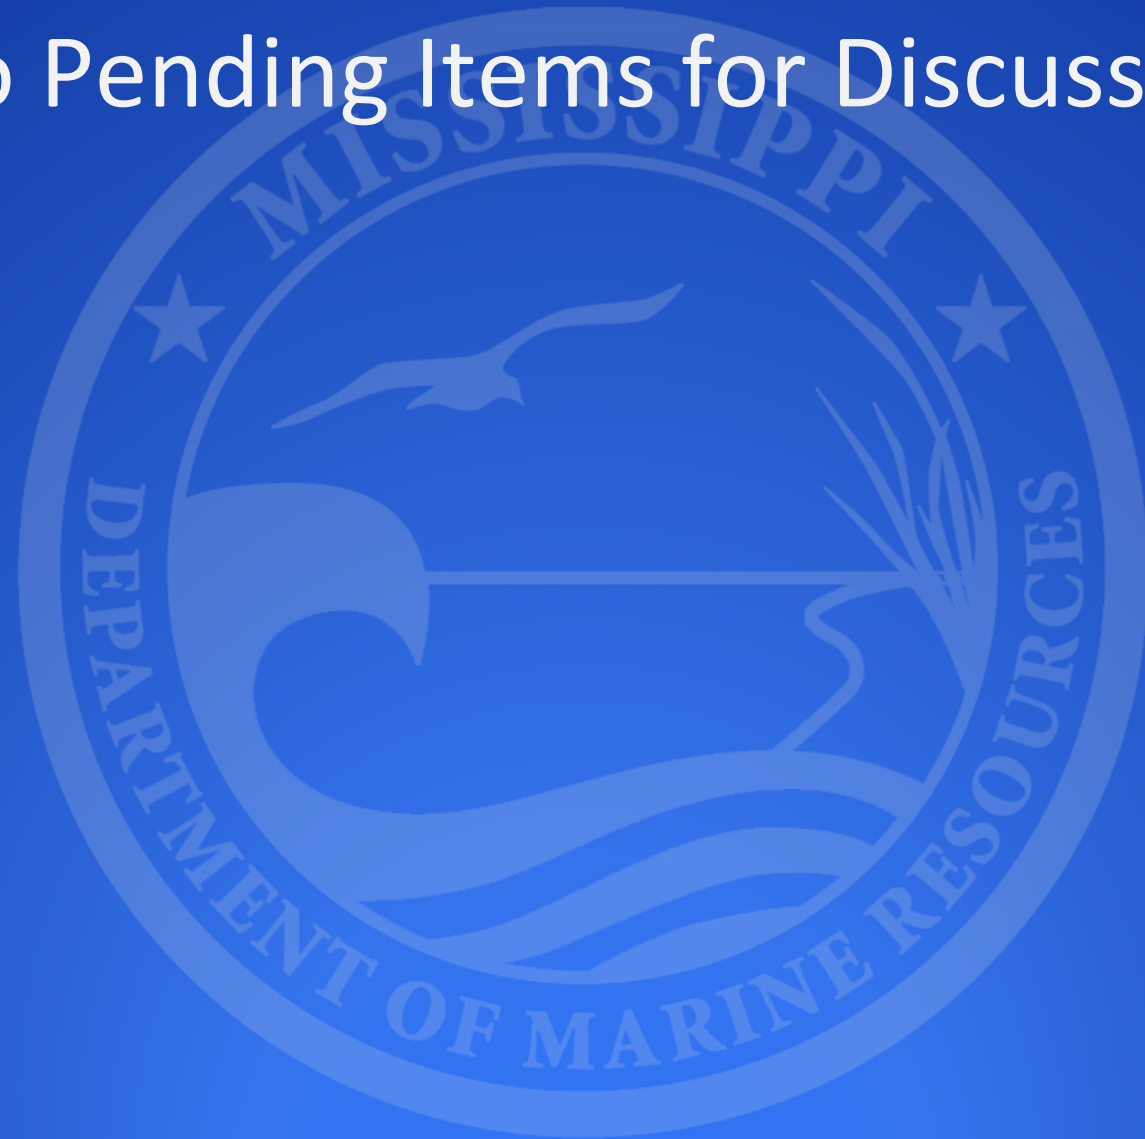 Pending Items for Discuss
MISSISSIPPI
DEPARTMENT OF MARINE RESOURCES